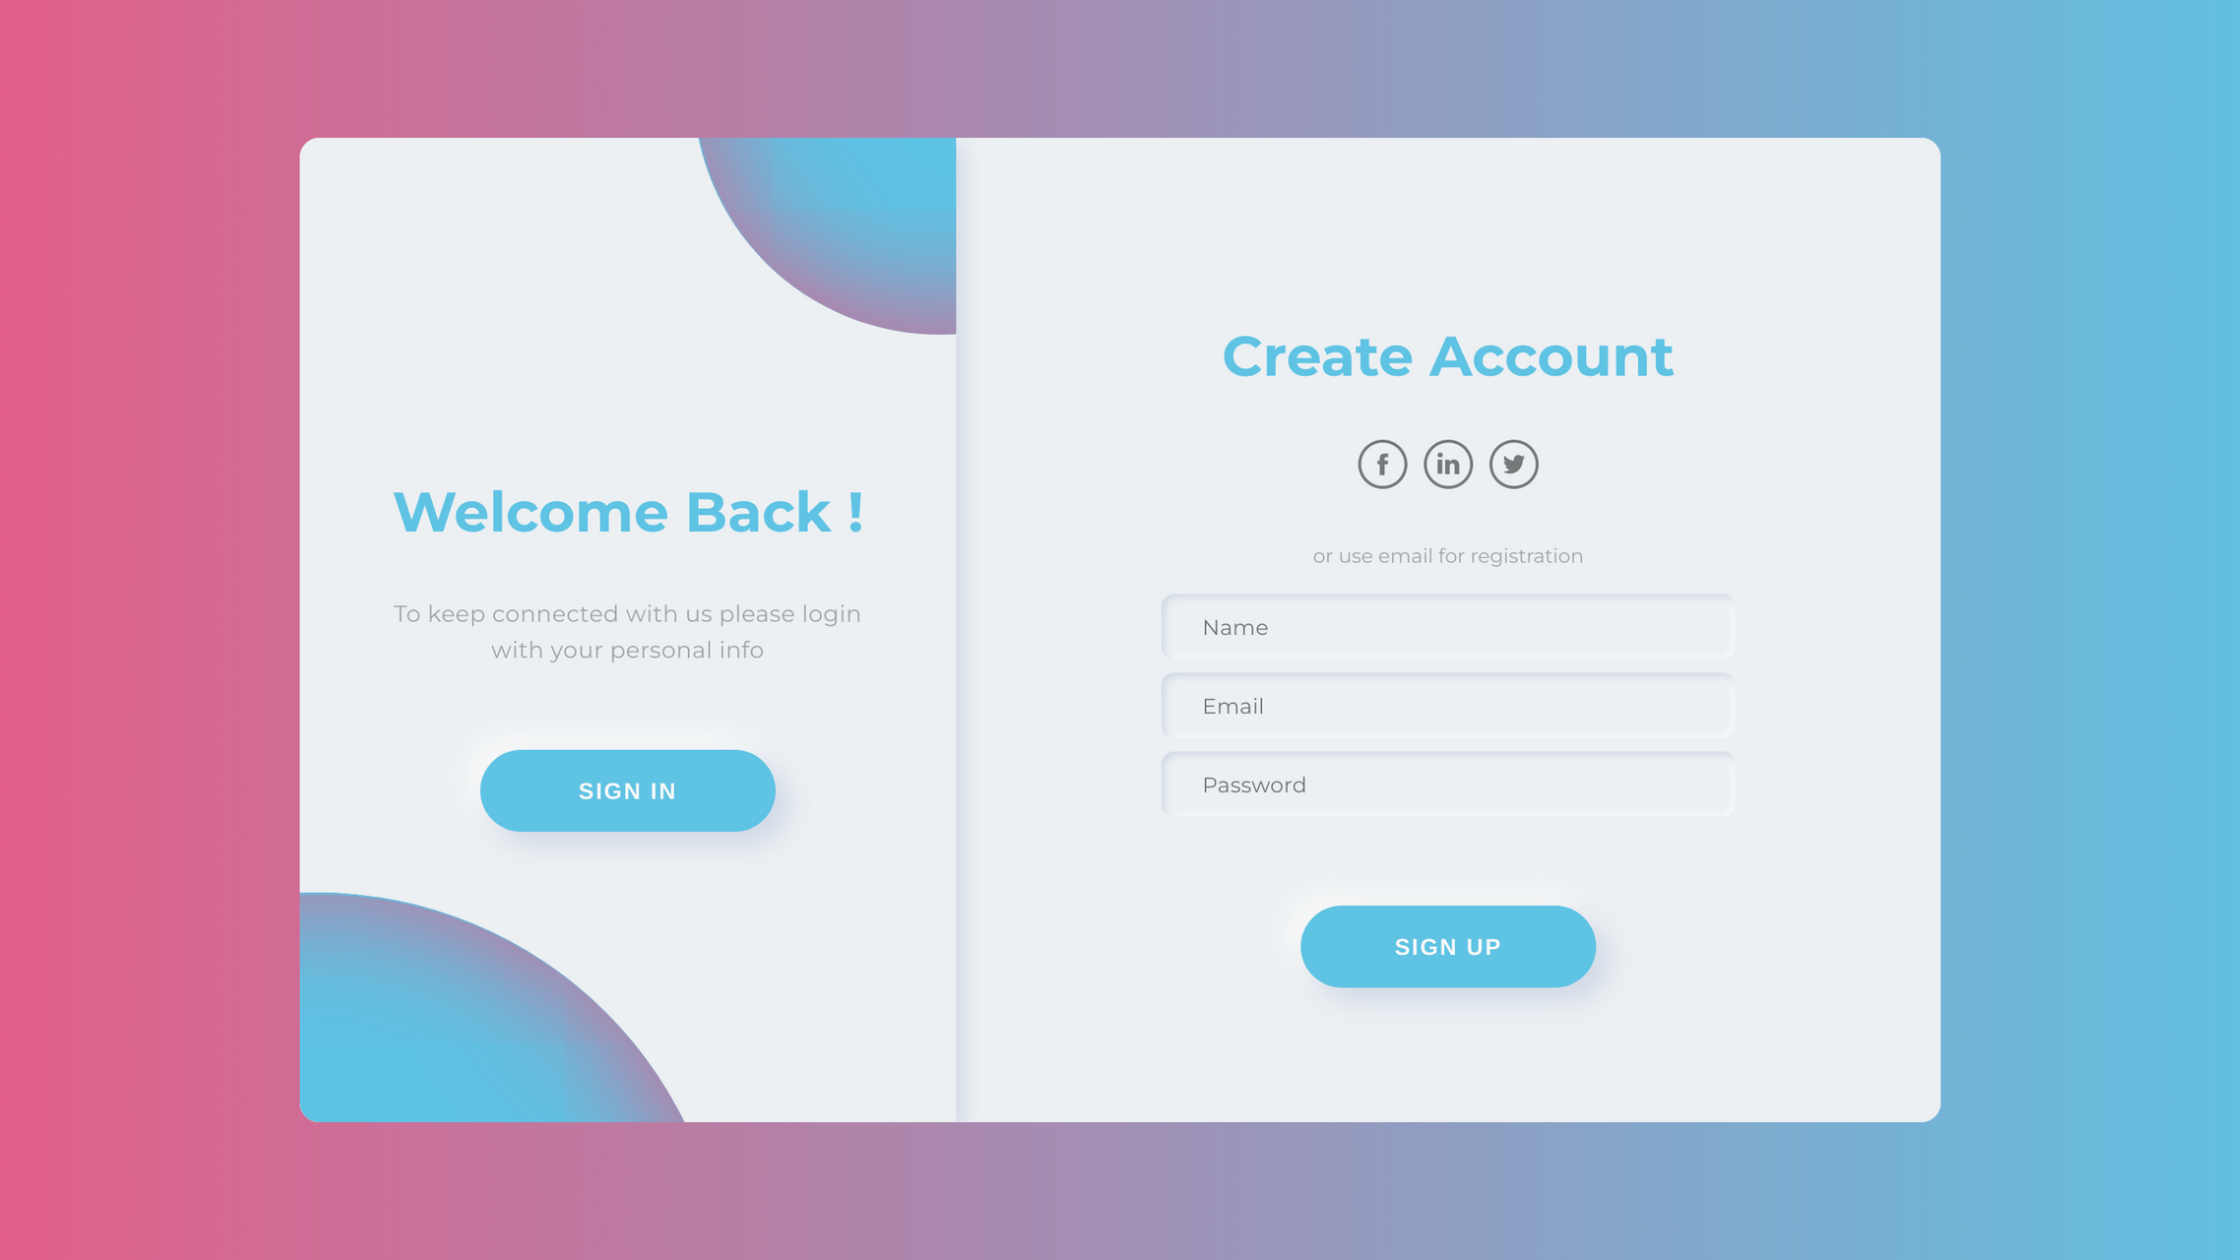 Welcome Back !
To keep connected with us please login
with your personal info
SIGN IN
Create Account
f
in
or use email for registration
Name
Email
Password
SIGN UP